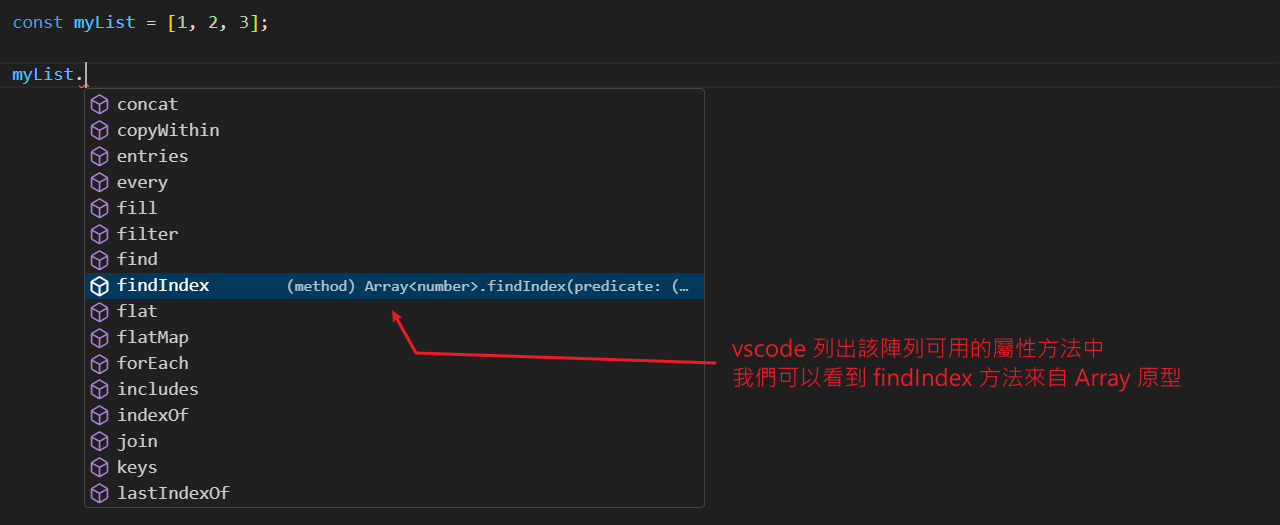 const myList = [1, 2, 3];
myList.
concat
copyWithin
entries
every
fill
filter
find
findIndex (method) Array<number>.findIndex(predicate: (…
flat
flatMap
forEach
includes
indexOf
join
keys
lastIndexOf
vscode 列出該陣列可用的屬性方法中
我們可以看到 findIndex 方法來自 Array 原型